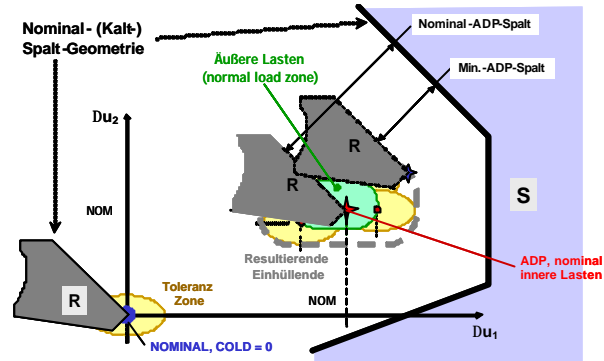 Nominal- (Kalt-)
Spalt-Geometrie
Nominal-ADP-Spalt
Min.-ADP-Spalt
Äußere Lasten
(normal load zone)
Du2
R
R
S
NOM
Resultierende
Einhüllende
ADP, nominal
innere Lasten
R
Toleranz
Zone
NOM
Du1
NOMINAL, COLD = 0